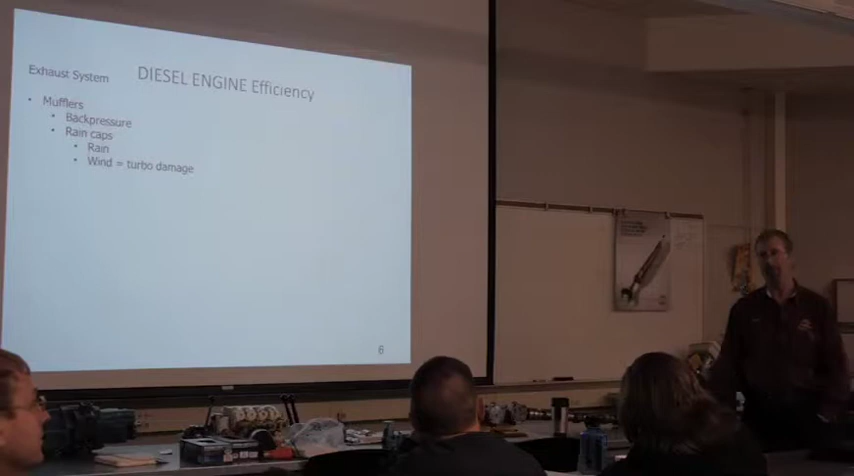 DIESEL ENGINE Efficiency
Exhaust System
• Mufflers
• Backpressure
• Rain caps
• Rain
• Wind = turbo damage
6